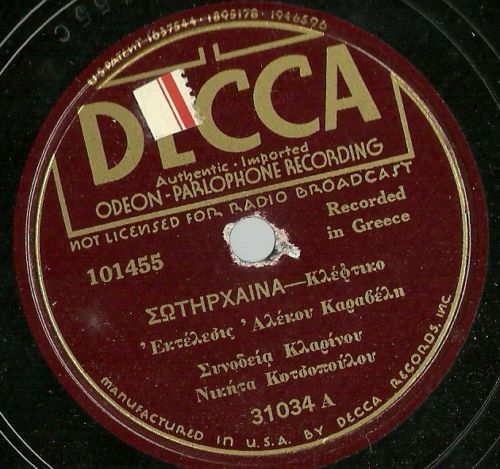 U.S. PATENT 1637544 - 1895178 - 1946596
DECCA
Authentic - Imported
ODEON - PARLOPHONE RECORDING
NOT LICENSED FOR RADIO BROADCAST
101455
Recorded
in Greece
ΣΩΤΗΡΧΑΙΝΑ—Κλέφτικο
'Εκτέλεσις 'Αλέκου Καραβέλη
Συνοδεία Κλαρίνου
Νικήτα Κοτσοπούλου
31034 A
MANUFACTURED IN U.S.A. BY DECCA RECORDS, INC.